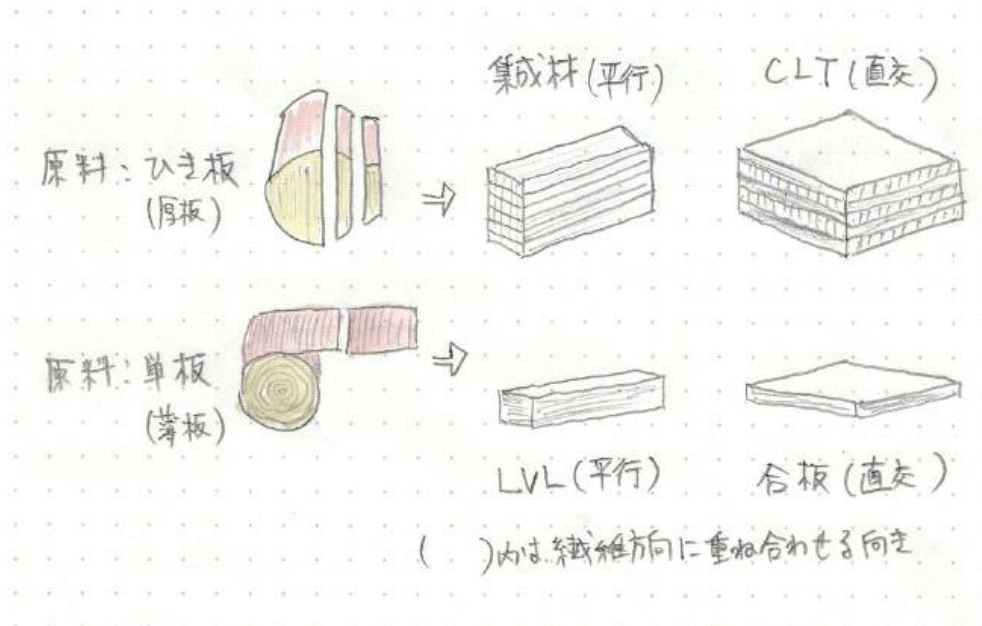 集成材(平行)
CLT(直交)
原料:ひき板
(厚板)
原料:単板
(薄板)
LVL(平行)
合板(直交)
( )内は繊維方向に重ね合わせる向き